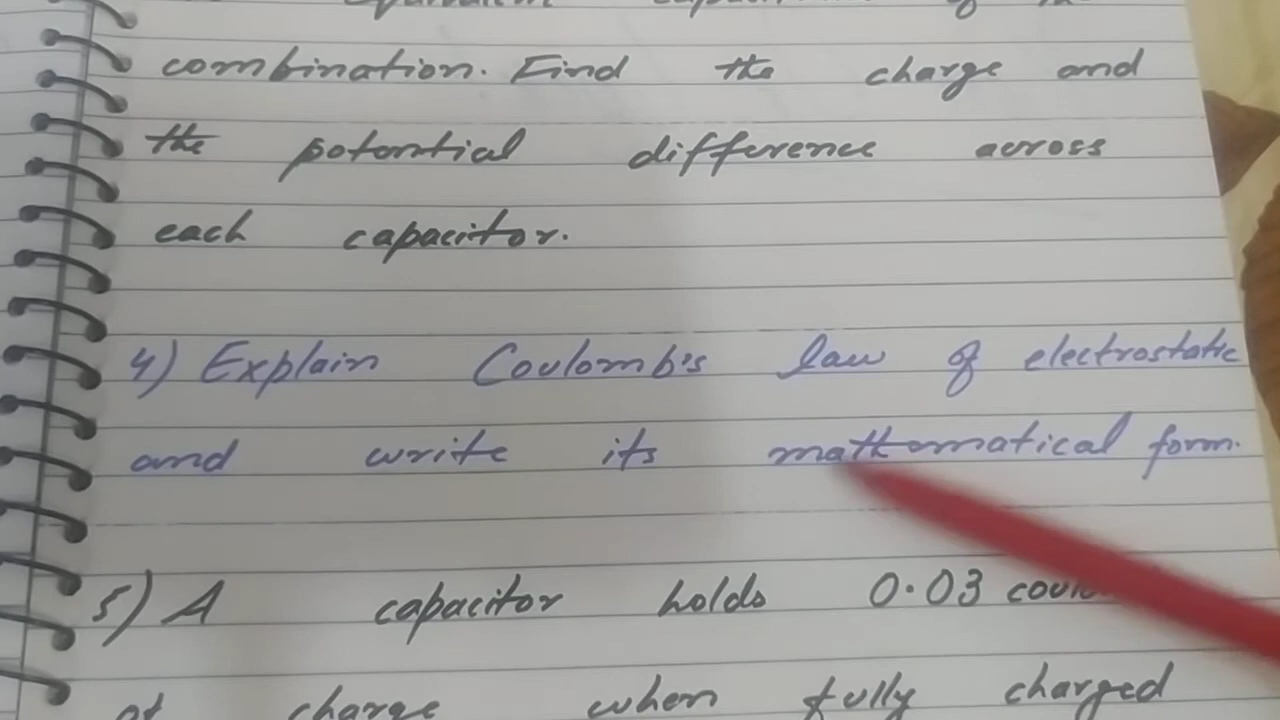 combination. Find the charge and
the potential difference across
each capacitor.
4) Explain Coulomb's law of electrostatic
and write its mathematical form.
5) A capacitor holds 0.03
of charge when fully charged